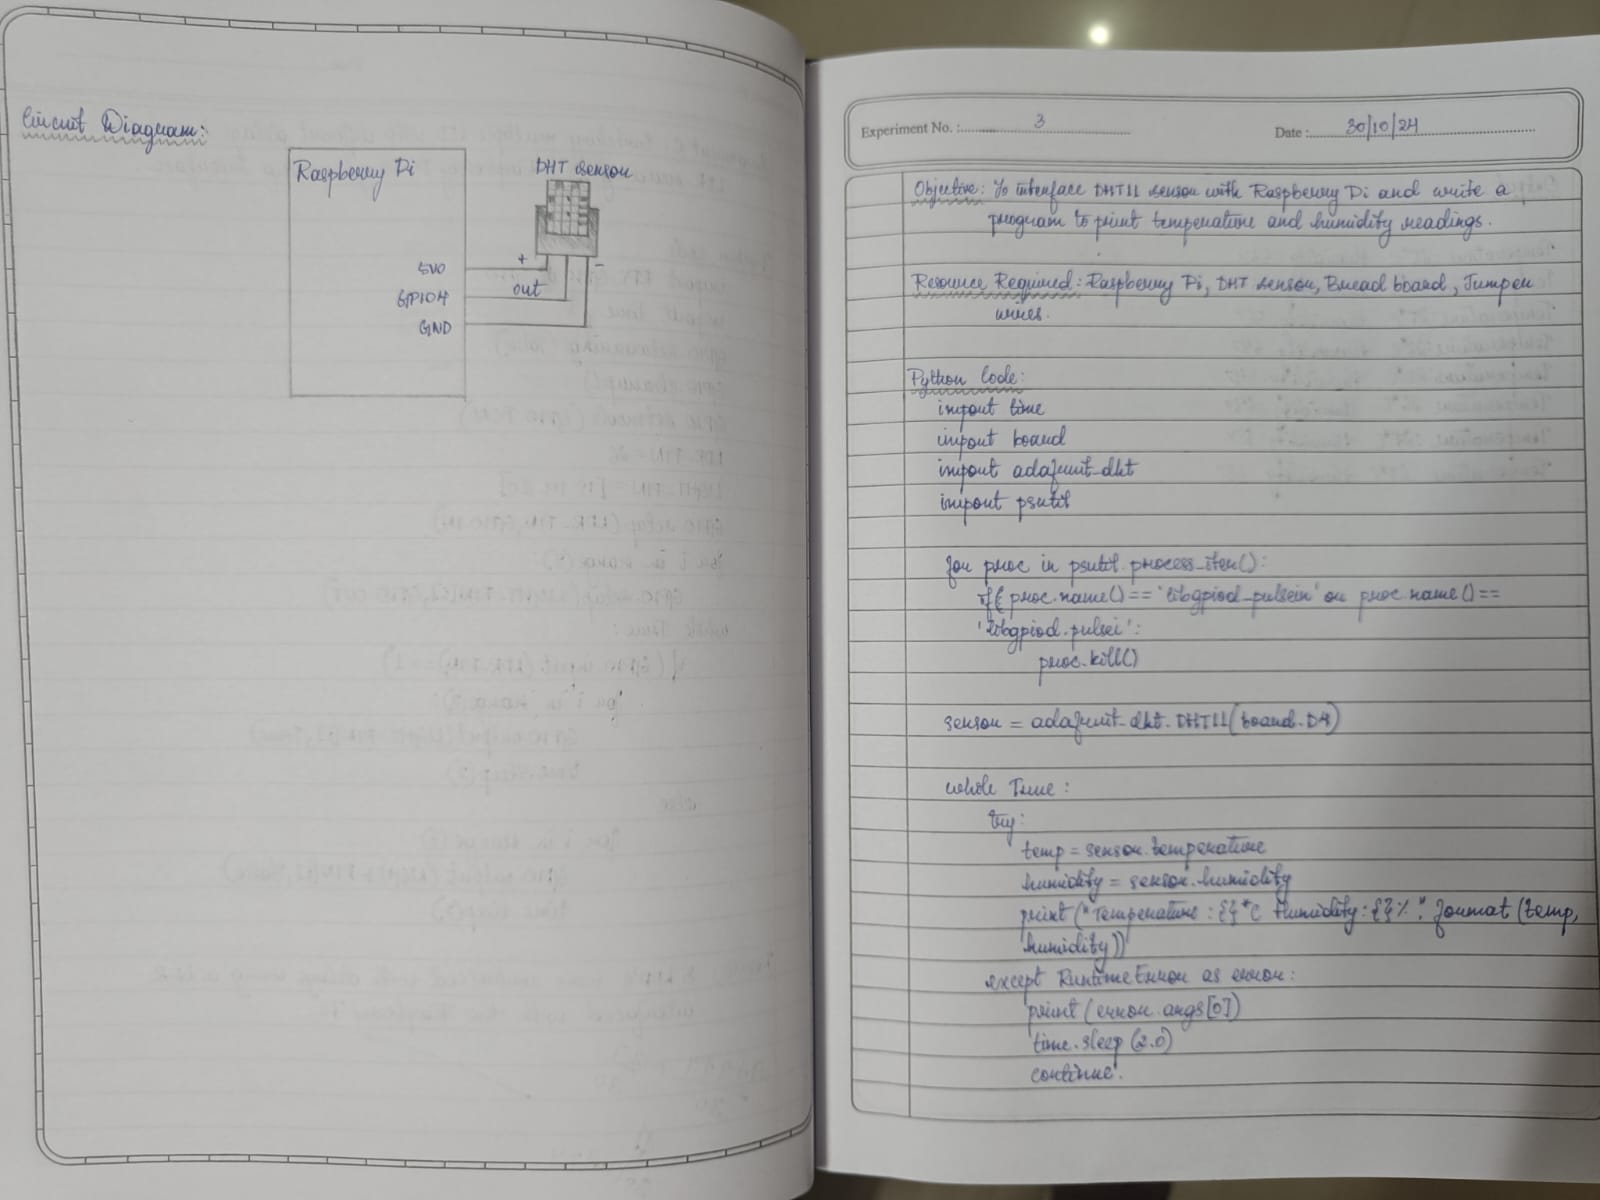 Circuit Diagram:
Raspberry Pi
DHT sensor
5V0
+
-
out
GPIO4
GND
Experiment No. : 3
Date : 30/10/24
Objective: To interface DHT11 sensor with Raspberry Pi and write a
program to print temperature and humidity readings.
Resource Required: Raspberry Pi, DHT sensor, Bread board, Jumper
wires.
Python Code:
import time
import board
import adafruit_dht
import psutil
for proc in psutil.process_iter():
if proc.name() == 'libgpiod_pulsein' or proc.name() ==
'libgpiod.pulsei':
proc.kill()
sensor = adafruit_dht.DHT11(board.D4)
while True:
try:
temp = sensor.temperature
humidity = sensor.humidity
print("Temperature: {}*C Humidity: {}%".format(temp,
humidity))
except RuntimeError as error:
print(error.args[0])
time.sleep(2.0)
continue.